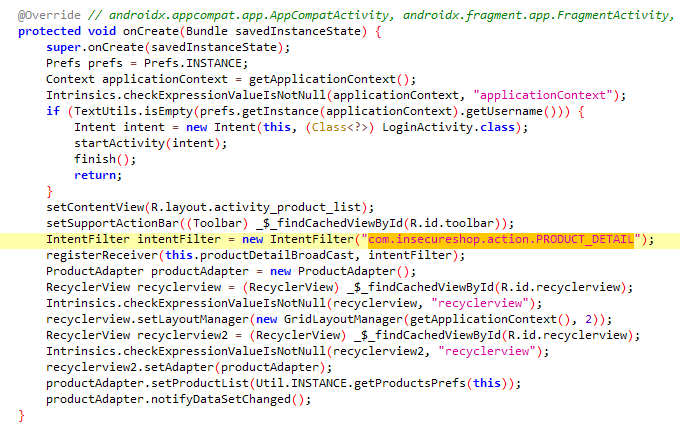 @Override // androidx.appcompat.app.AppCompatActivity, androidx.fragment.app.FragmentActivity,
protected void onCreate(Bundle savedInstanceState) {
super.onCreate(savedInstanceState);
Prefs prefs = Prefs.INSTANCE;
Context applicationContext = getApplicationContext();
Intrinsics.checkExpressionValueIsNotNull(applicationContext, "applicationContext");
if (TextUtils.isEmpty(prefs.getInstance(applicationContext).getUsername())) {
Intent intent = new Intent(this, (Class<?>) LoginActivity.class);
startActivity(intent);
finish();
return;
}
setContentView(R.layout.activity_product_list);
setSupportActionBar((Toolbar) _$_findCachedViewById(R.id.toolbar));
IntentFilter intentFilter = new IntentFilter("com.insecureshop.action.PRODUCT_DETAIL");
registerReceiver(this.productDetailBroadCast, intentFilter);
ProductAdapter productAdapter = new ProductAdapter();
RecyclerView recyclerview = (RecyclerView) _$_findCachedViewById(R.id.recyclerview);
Intrinsics.checkExpressionValueIsNotNull(recyclerview, "recyclerview");
recyclerview.setLayoutManager(new GridLayoutManager(getApplicationContext(), 2));
RecyclerView recyclerview2 = (RecyclerView) _$_findCachedViewById(R.id.recyclerview);
Intrinsics.checkExpressionValueIsNotNull(recyclerview2, "recyclerview");
recyclerview2.setAdapter(productAdapter);
productAdapter.setProductList(Util.INSTANCE.getProductsPrefs(this));
productAdapter.notifyDataSetChanged();
}